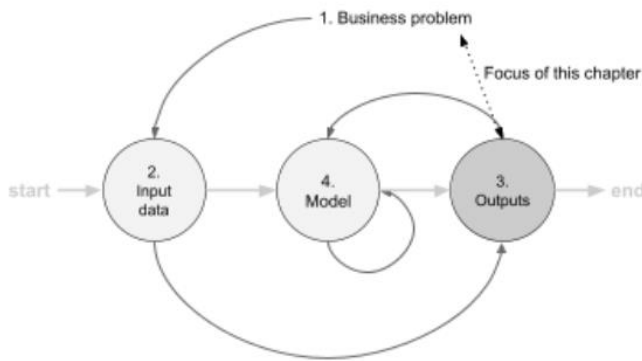 1. Business problem
Focus of this chapter
start
2.
Input
data
4.
Model
3.
Outputs
end